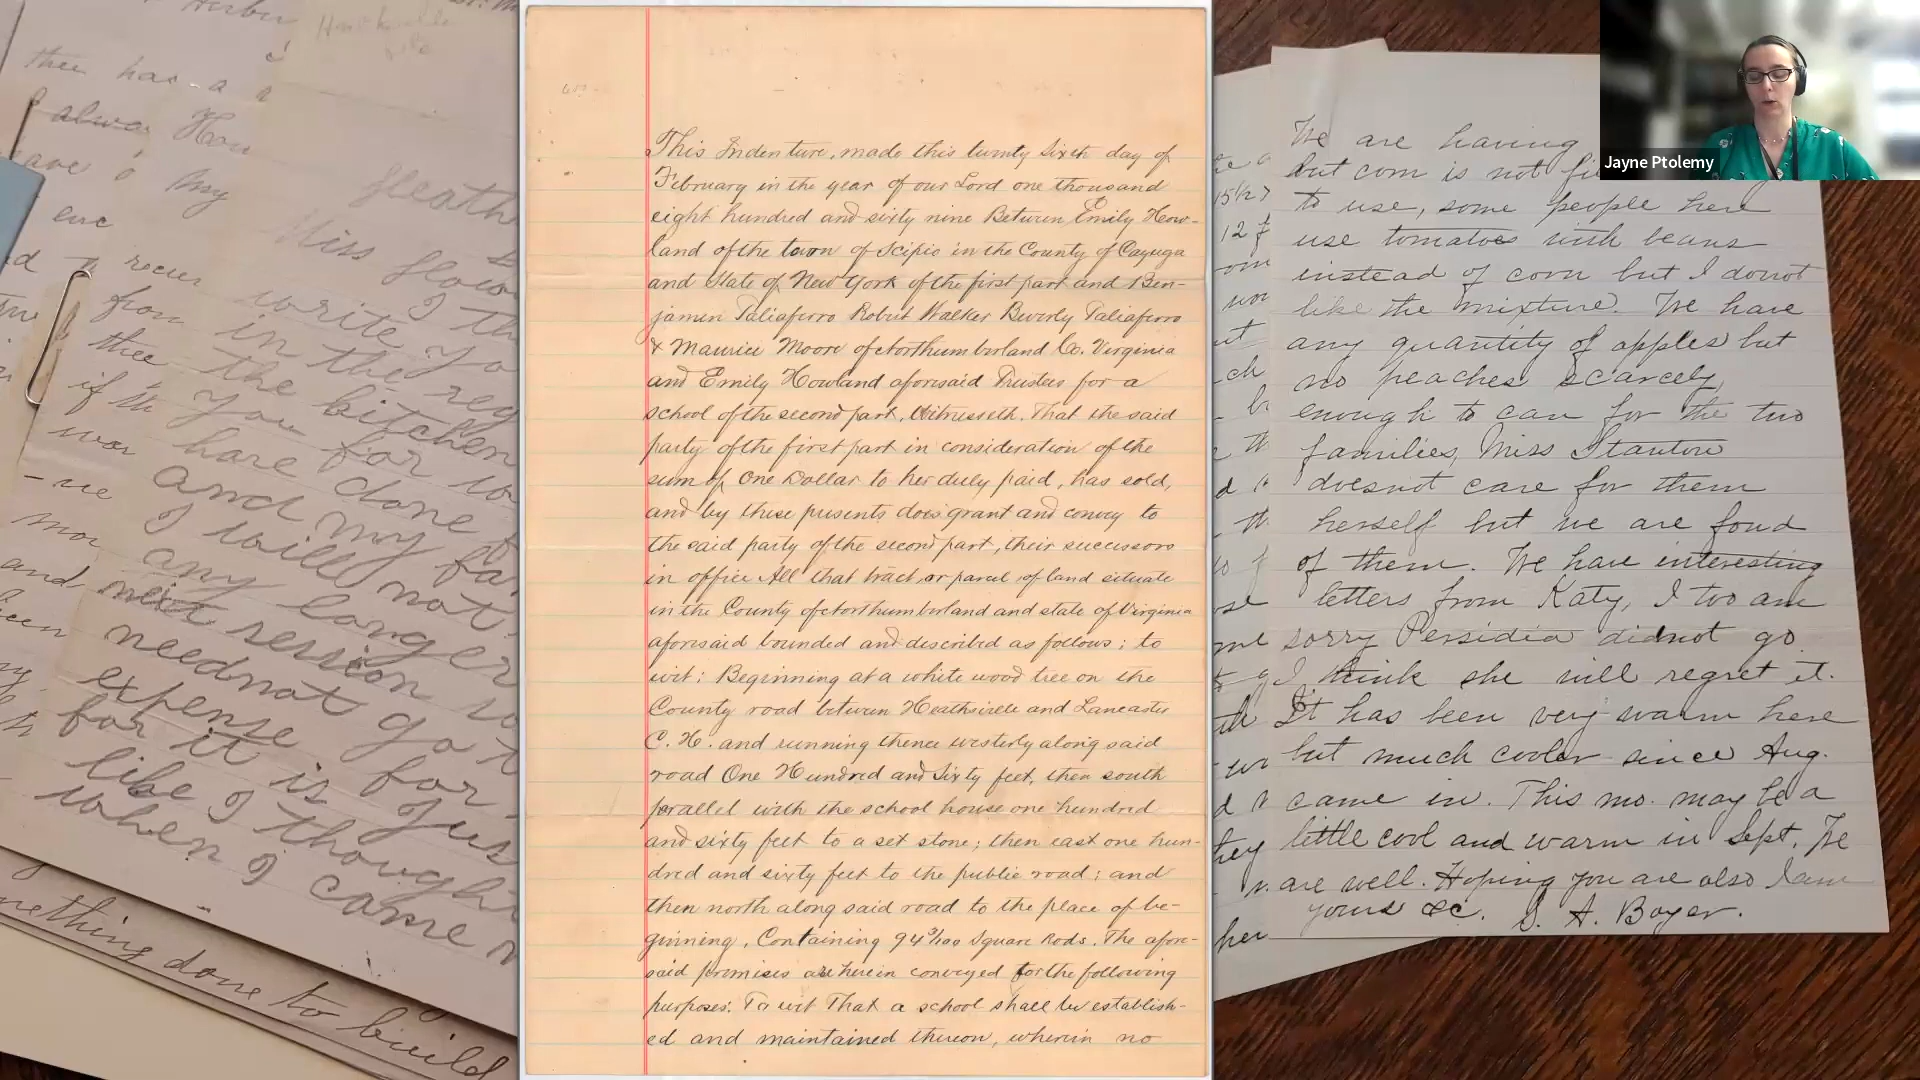 thee has a
always
Miss How
write you
in the reg
the bitchen
you for w
have done
and my fa
I will not
any longer
next session
neednot go
expense for
for it is Jus
like I though
when I came
nething done to build
This Indenture, made this twnty sixth day of
February in the year of our Lord one thousand
eight hundred and sixty nine Between Emily How-
land of the town of Scipio in the County of Cayuga
and State of New York of the first part and Ben-
jamin Taliaferro Robert Walker Beverly Taliaferro
& Maurice Moore of Northumberland Co. Virginia
and Emily Howland aforesaid Trustees for a
school of the second part, Witnesseth. That the said
party of the first part in consideration of the
sum of One Dollar to her duly paid, has sold,
and by these presents does grant and convey to
the said party of the second part, their successors
in office All that tract, or parcel of land situate
in the County of Northumberland and state of Virginia
aforesaid bounded and described as follows; to
wit: Beginning at a white wood tree on the
County road between Heathsville and Lancaster
C. H. and running thence westerly along said
road One Hundred and Sixty feet, then south
parallel with the school house one hundred
and sixty feet to a set stone; then east one hun-
dred and sixty feet to the public road; and
then north along said road to the place of be-
ginning. Containing 94 3/100 Square Rods. The afore-
said premises are herein conveyed for the following
purposes. To wit That a school shall be establish-
ed and maintained thereon, wherein no
We are having
but corn is not
to use, some people here
use tomatoes with beans
instead of corn but I donot
like the mixture. We have
any quantity of apples but
no peaches scarcely,
enough to can for the two
families, Miss Stanton
doesnot care for them
herself but we are fond
of them. We have interesting
letters from Katy, I too am
sorry Persidia didnot go
I think she will regret it.
It has been very warm here
but much cooler since Aug.
came in. This mo. may be a
little cool and warm in Sept. We
are well. Hoping you are also I am
yours &c. S. A. Boyer.
Jayne Ptolemy